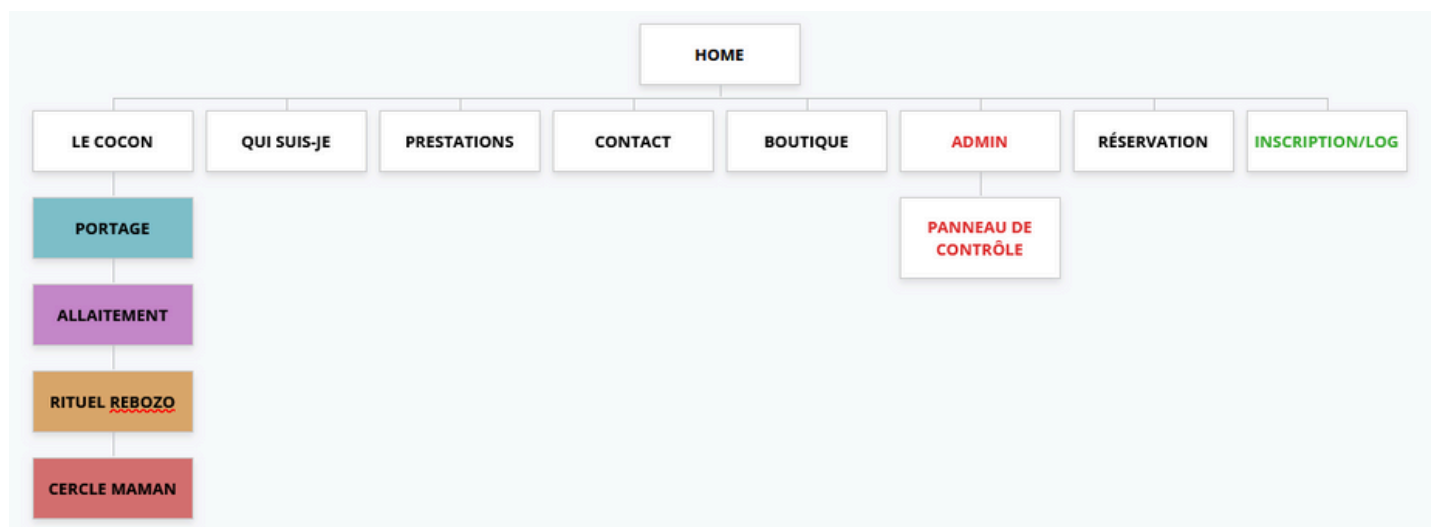 HOME
LE COCON
QUI SUIS-JE
PRESTATIONS
CONTACT
BOUTIQUE
ADMIN
RÉSERVATION
INSCRIPTION/LOG
PORTAGE
PANNEAU DE
CONTRÔLE
ALLAITEMENT
RITUEL REBOZO
CERCLE MAMAN